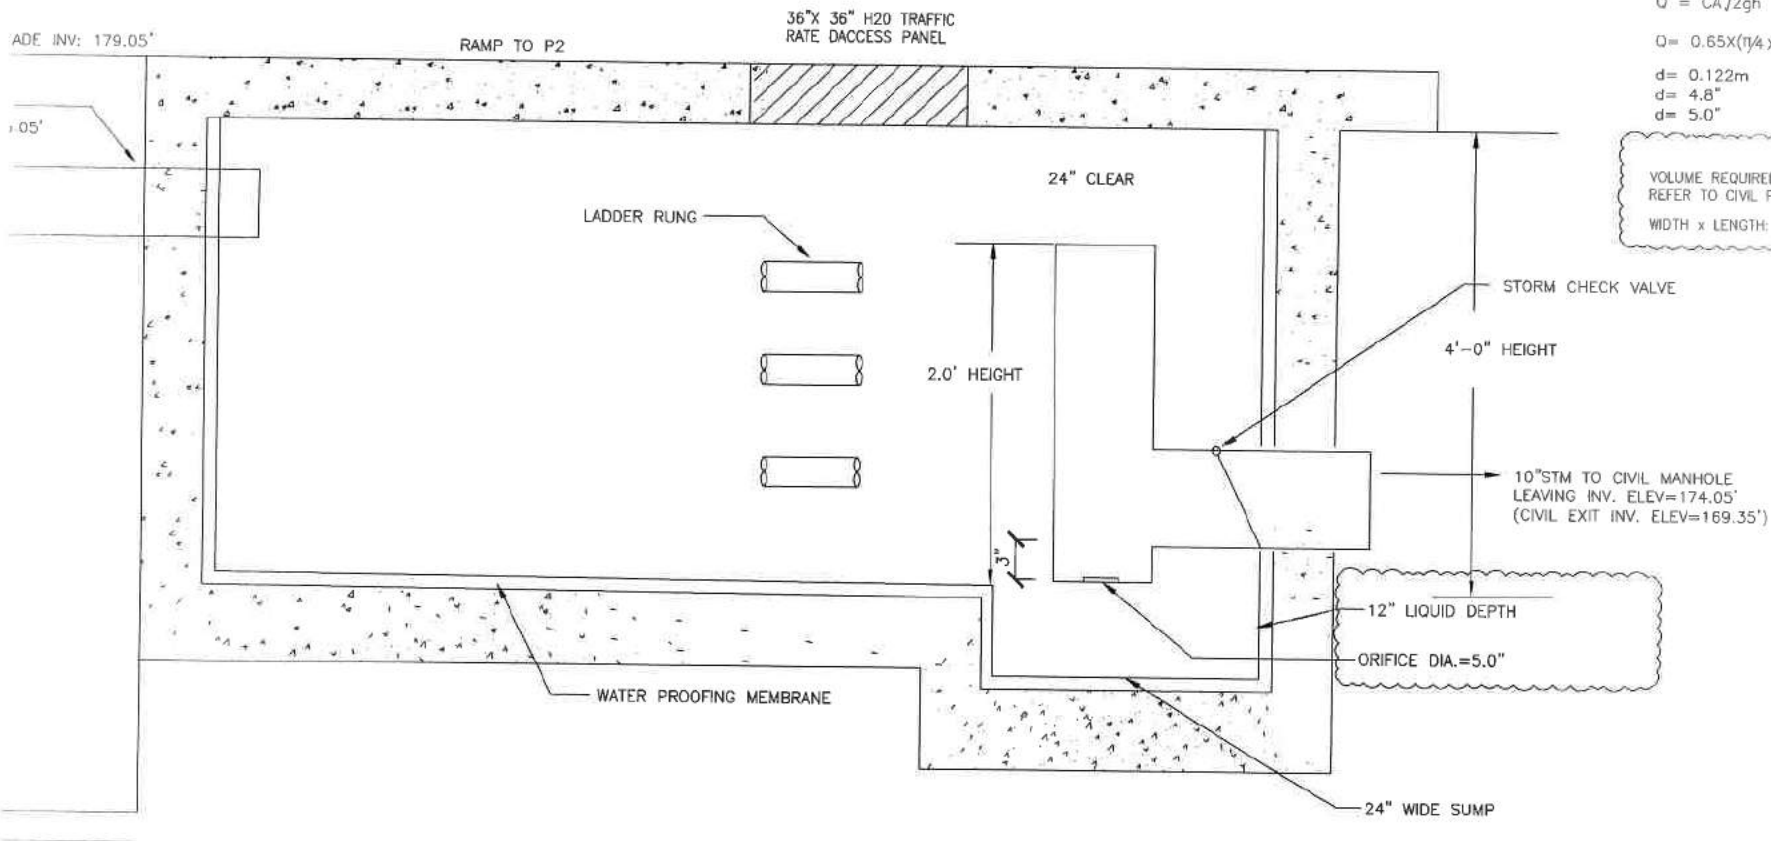 36"X 36" H20 TRAFFIC
RATE DACCESS PANEL
Q = CA√2gh
ADE INV: 179.05'
RAMP TO P2
Q= 0.65X(π/4
d= 0.122m
d= 4.8"
d= 5.0"
.05'
24" CLEAR
VOLUME
REFER TO CIVIL
WIDTH x LENGTH:
LADDER RUNG
STORM CHECK VALVE
4'-0" HEIGHT
2.0' HEIGHT
10"STM TO CIVIL MANHOLE
LEAVING INV. ELEV=174.05'
(CIVIL EXIT INV. ELEV=169.35')
3"
12" LIQUID DEPTH
ORIFICE DIA.=5.0"
WATER PROOFING MEMBRANE
24" WIDE SUMP